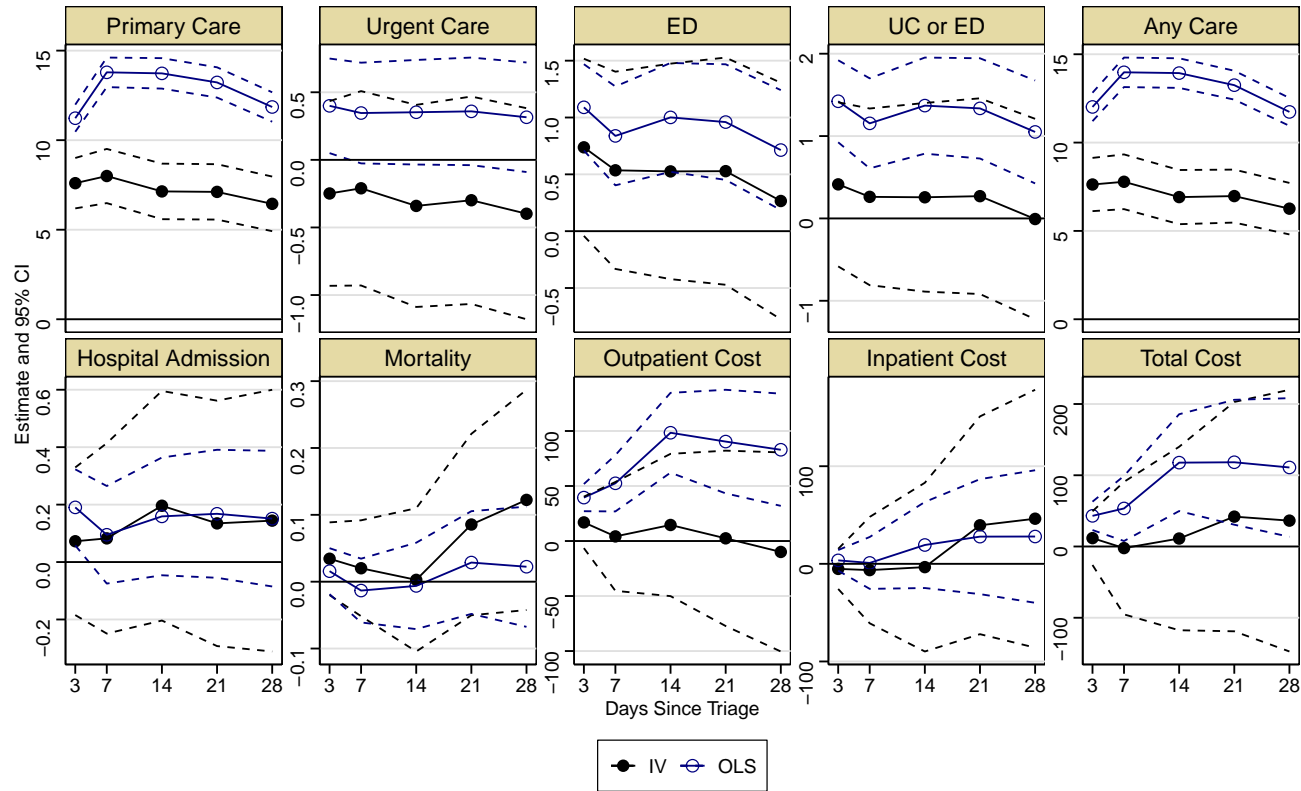 Primary Care Urgent Care ED UC or ED Any Care
0 5 10 15
−1.0 −0.5 0.0 0.5
−0.5 0.0 0.5 1.0 1.5
−1 0 1 2
0 5 10 15
Estimate and 95% CI
Hospital Admission Mortality Outpatient Cost Inpatient Cost Total Cost
−0.2 0.0 0.2 0.4 0.6
−0.1 0.0 0.1 0.2 0.3
−100 −50 0 50 100
−100 0 100
−100 0 100 200
3 7 14 21 28 3 7 14 21 28 3 7 14 21 28 3 7 14 21 28 3 7 14 21 28
Days Since Triage
IV OLS